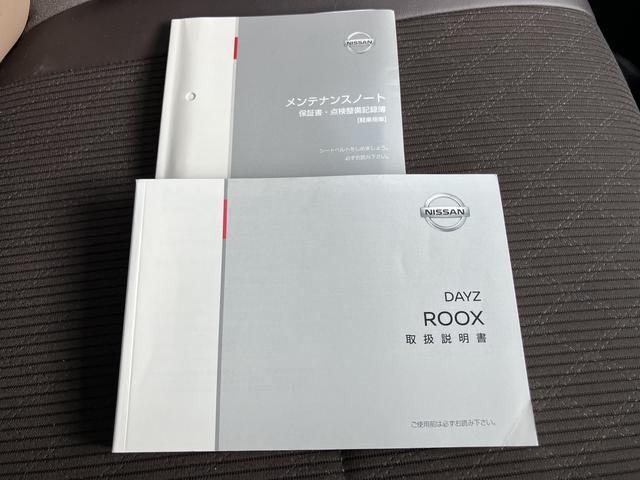 NISSAN
メンテナンスノート
保証書・点検整備記録簿
[軽乗用車]
シートベルトをしめましょう。
必ずお読み下さい。
NISSAN
DAYZ
ROOX
取扱説明書
ご使用前は必ずお読み下さい。